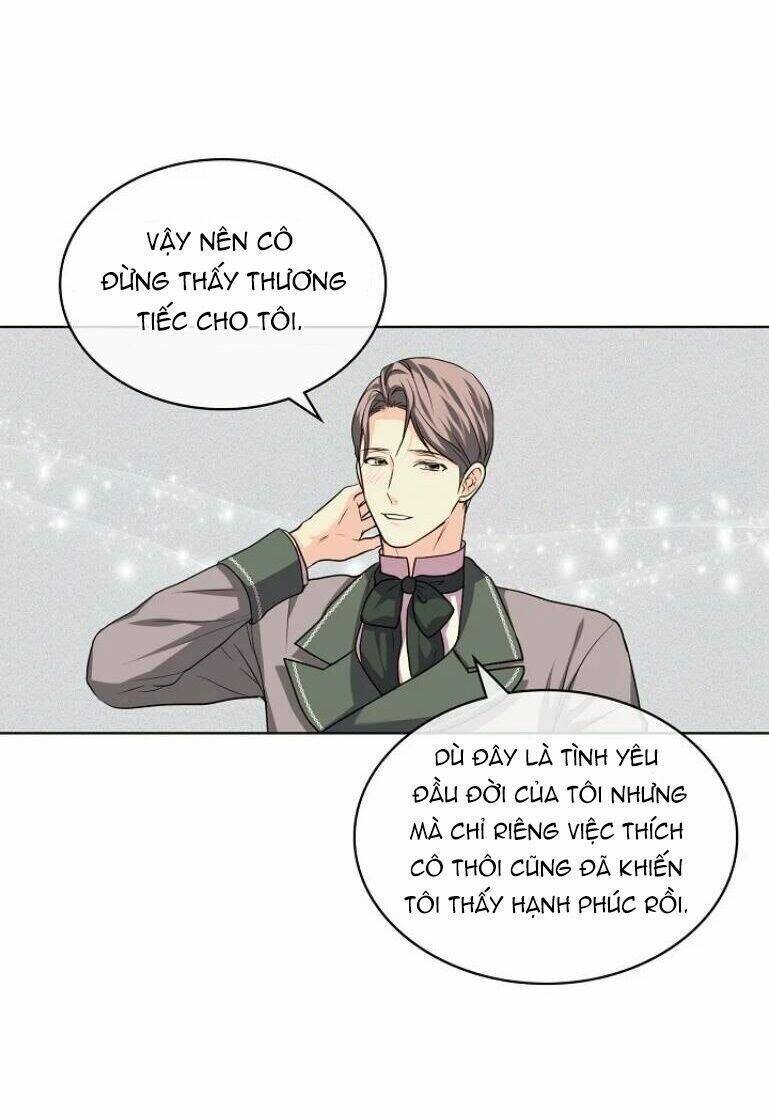 VẬY NÊN CÔ
ĐỪNG THẤY THƯƠNG
TIẾC CHO TÔI.
DÙ ĐÂY LÀ TÌNH YÊU
ĐẦU ĐỜI CỦA TÔI NHƯNG
MÀ CHỈ RIÊNG VIỆC THÍCH
CÔ THÔI CŨNG ĐÃ KHIẾN
TÔI THẤY HẠNH PHÚC RỒI.